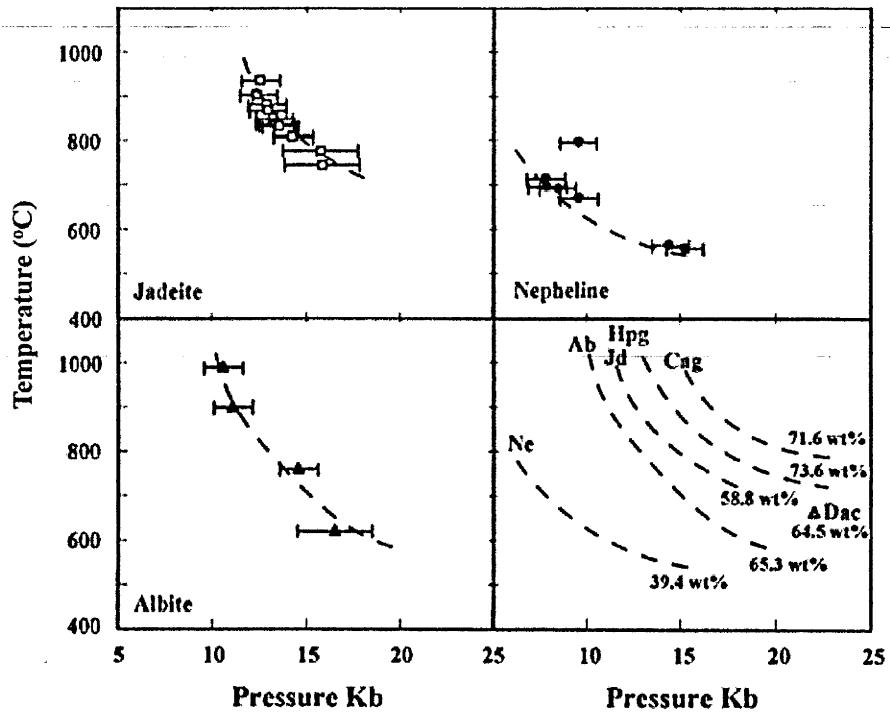 1000
800
600
400
Temperature (°C)
Jadeite
Nepheline
1000
800
600
400
Albite
Ab
Hpg
Jd
Cng
Ne
71.6 wt%
73.6 wt%
58.8 wt%
Dac
64.5 wt%
65.3 wt%
39.4 wt%
5
10
15
20
25
10
15
20
25
Pressure Kb
Pressure Kb